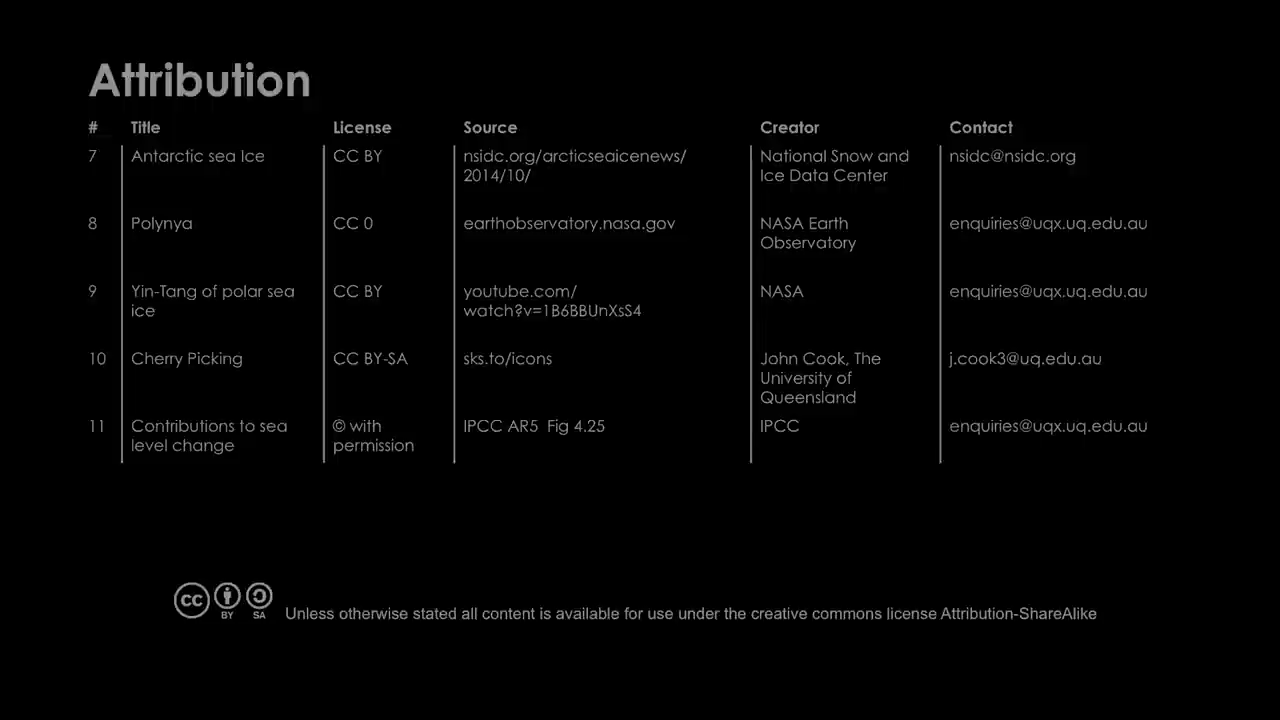 Attribution
# Title License Source Creator Contact
7 Antarctic sea Ice CC BY nsidc.org/arcticseaicenews/ National Snow and nsidc@nsidc.org
2014/10/ Ice Data Center
8 Polynya CC 0 earthobservatory.nasa.gov NASA Earth enquiries@uqx.uq.edu.au
Observatory
9 Yin-Tang of polar sea CC BY youtube.com/ NASA enquiries@uqx.uq.edu.au
ice watch?v=1B6BBUnXsS4
10 Cherry Picking CC BY-SA sks.to/icons John Cook, The j.cook3@uq.edu.au
University of
Queensland
11 Contributions to sea © with IPCC AR5 Fig 4.25 IPCC enquiries@uqx.uq.edu.au
level change permission
cc BY SA Unless otherwise stated all content is available for use under the creative commons license Attribution-ShareAlike